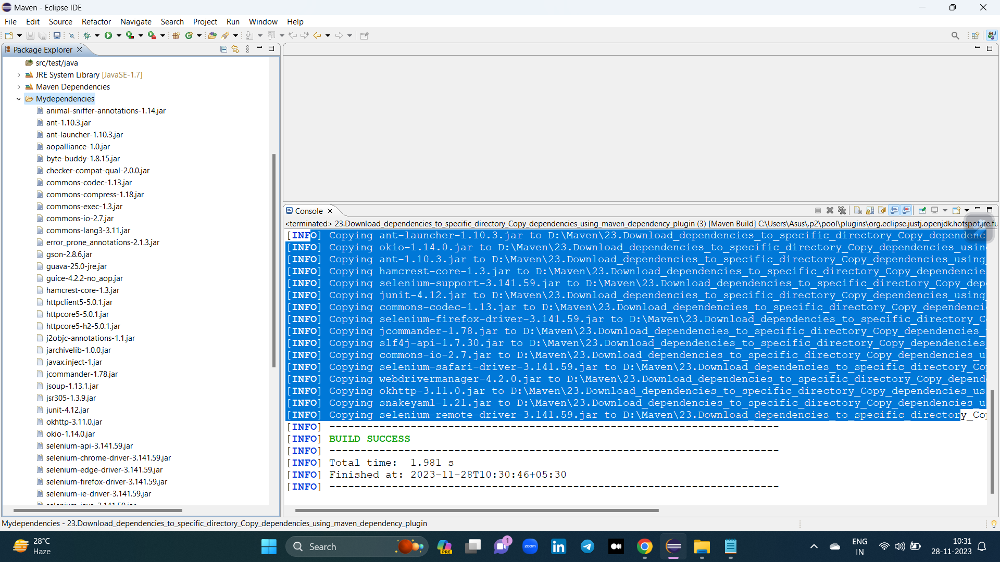 Maven - Eclipse IDE
File Edit Source Refactor Navigate Search Project Run Window Help
Package Explorer
src/test/java
JRE System Library [JavaSE-1.7]
Maven Dependencies
Mydependencies
animal-sniffer-annotations-1.14.jar
ant-1.10.3.jar
ant-launcher-1.10.3.jar
aopalliance-1.0.jar
byte-buddy-1.8.15.jar
checker-compat-qual-2.0.0.jar
commons-codec-1.13.jar
commons-compress-1.18.jar
commons-exec-1.3.jar
commons-io-2.7.jar
commons-lang3-3.11.jar
error_prone_annotations-2.1.3.jar
gson-2.8.6.jar
guava-25.0-jre.jar
guice-4.2.2-no_aop.jar
hamcrest-core-1.3.jar
httpclient5-5.0.1.jar
httpcore5-5.0.1.jar
httpcore5-h2-5.0.1.jar
j2objc-annotations-1.1.jar
jarchivelib-1.0.0.jar
javax.inject-1.jar
jcommander-1.78.jar
jsoup-1.13.1.jar
jsr305-1.3.9.jar
junit-4.12.jar
okhttp-3.11.0.jar
okio-1.14.0.jar
selenium-api-3.141.59.jar
selenium-chrome-driver-3.141.59.jar
selenium-edge-driver-3.141.59.jar
selenium-firefox-driver-3.141.59.jar
selenium-ie-driver-3.141.59.jar
Console
<terminated> 23.Download_dependencies_to_specific_directory_Copy_dependencies_using_maven_dependency_plugin (3) [Maven Build] C:\Users\Asus\.p2\pool\plugins\org.eclipse.justj.openjdk.hotspot.jre.fu
[INFO] Copying ant-launcher-1.10.3.jar to D:\Maven\23.Download_dependencies_to_specific_directory_Copy_dependenc
[INFO] Copying okio-1.14.0.jar to D:\Maven\23.Download_dependencies_to_specific_directory_Copy_dependencies_usin
[INFO] Copying ant-1.10.3.jar to D:\Maven\23.Download_dependencies_to_specific_directory_Copy_dependencies_using
[INFO] Copying hamcrest-core-1.3.jar to D:\Maven\23.Download_dependencies_to_specific_directory_Copy_dependencie
[INFO] Copying selenium-support-3.141.59.jar to D:\Maven\23.Download_dependencies_to_specific_directory_Copy_dep
[INFO] Copying junit-4.12.jar to D:\Maven\23.Download_dependencies_to_specific_directory_Copy_dependencies_using
[INFO] Copying commons-codec-1.13.jar to D:\Maven\23.Download_dependencies_to_specific_directory_Copy_dependenci
[INFO] Copying selenium-firefox-driver-3.141.59.jar to D:\Maven\23.Download_dependencies_to_specific_directory_C
[INFO] Copying jcommander-1.78.jar to D:\Maven\23.Download_dependencies_to_specific_directory_Copy_dependencies_
[INFO] Copying slf4j-api-1.7.30.jar to D:\Maven\23.Download_dependencies_to_specific_directory_Copy_dependencies
[INFO] Copying commons-io-2.7.jar to D:\Maven\23.Download_dependencies_to_specific_directory_Copy_dependencies_u
[INFO] Copying selenium-safari-driver-3.141.59.jar to D:\Maven\23.Download_dependencies_to_specific_directory_Co
[INFO] Copying webdrivermanager-4.2.0.jar to D:\Maven\23.Download_dependencies_to_specific_directory_Copy_depend
[INFO] Copying okhttp-3.11.0.jar to D:\Maven\23.Download_dependencies_to_specific_directory_Copy_dependencies_us
[INFO] Copying snakeyaml-1.21.jar to D:\Maven\23.Download_dependencies_to_specific_directory_Copy_dependencies_u
[INFO] Copying selenium-remote-driver-3.141.59.jar to D:\Maven\23.Download_dependencies_to_specific_directory_Co
[INFO] ------------------------------------------------------------------------
[INFO] BUILD SUCCESS
[INFO] ------------------------------------------------------------------------
[INFO] Total time:  1.981 s
[INFO] Finished at: 2023-11-28T10:30:46+05:30
[INFO] ------------------------------------------------------------------------
Mydependencies - 23.Download_dependencies_to_specific_directory_Copy_dependencies_using_maven_dependency_plugin
28°C
Haze
Search
PRE
1
zoom
in
ENG
IN
10:31
28-11-2023